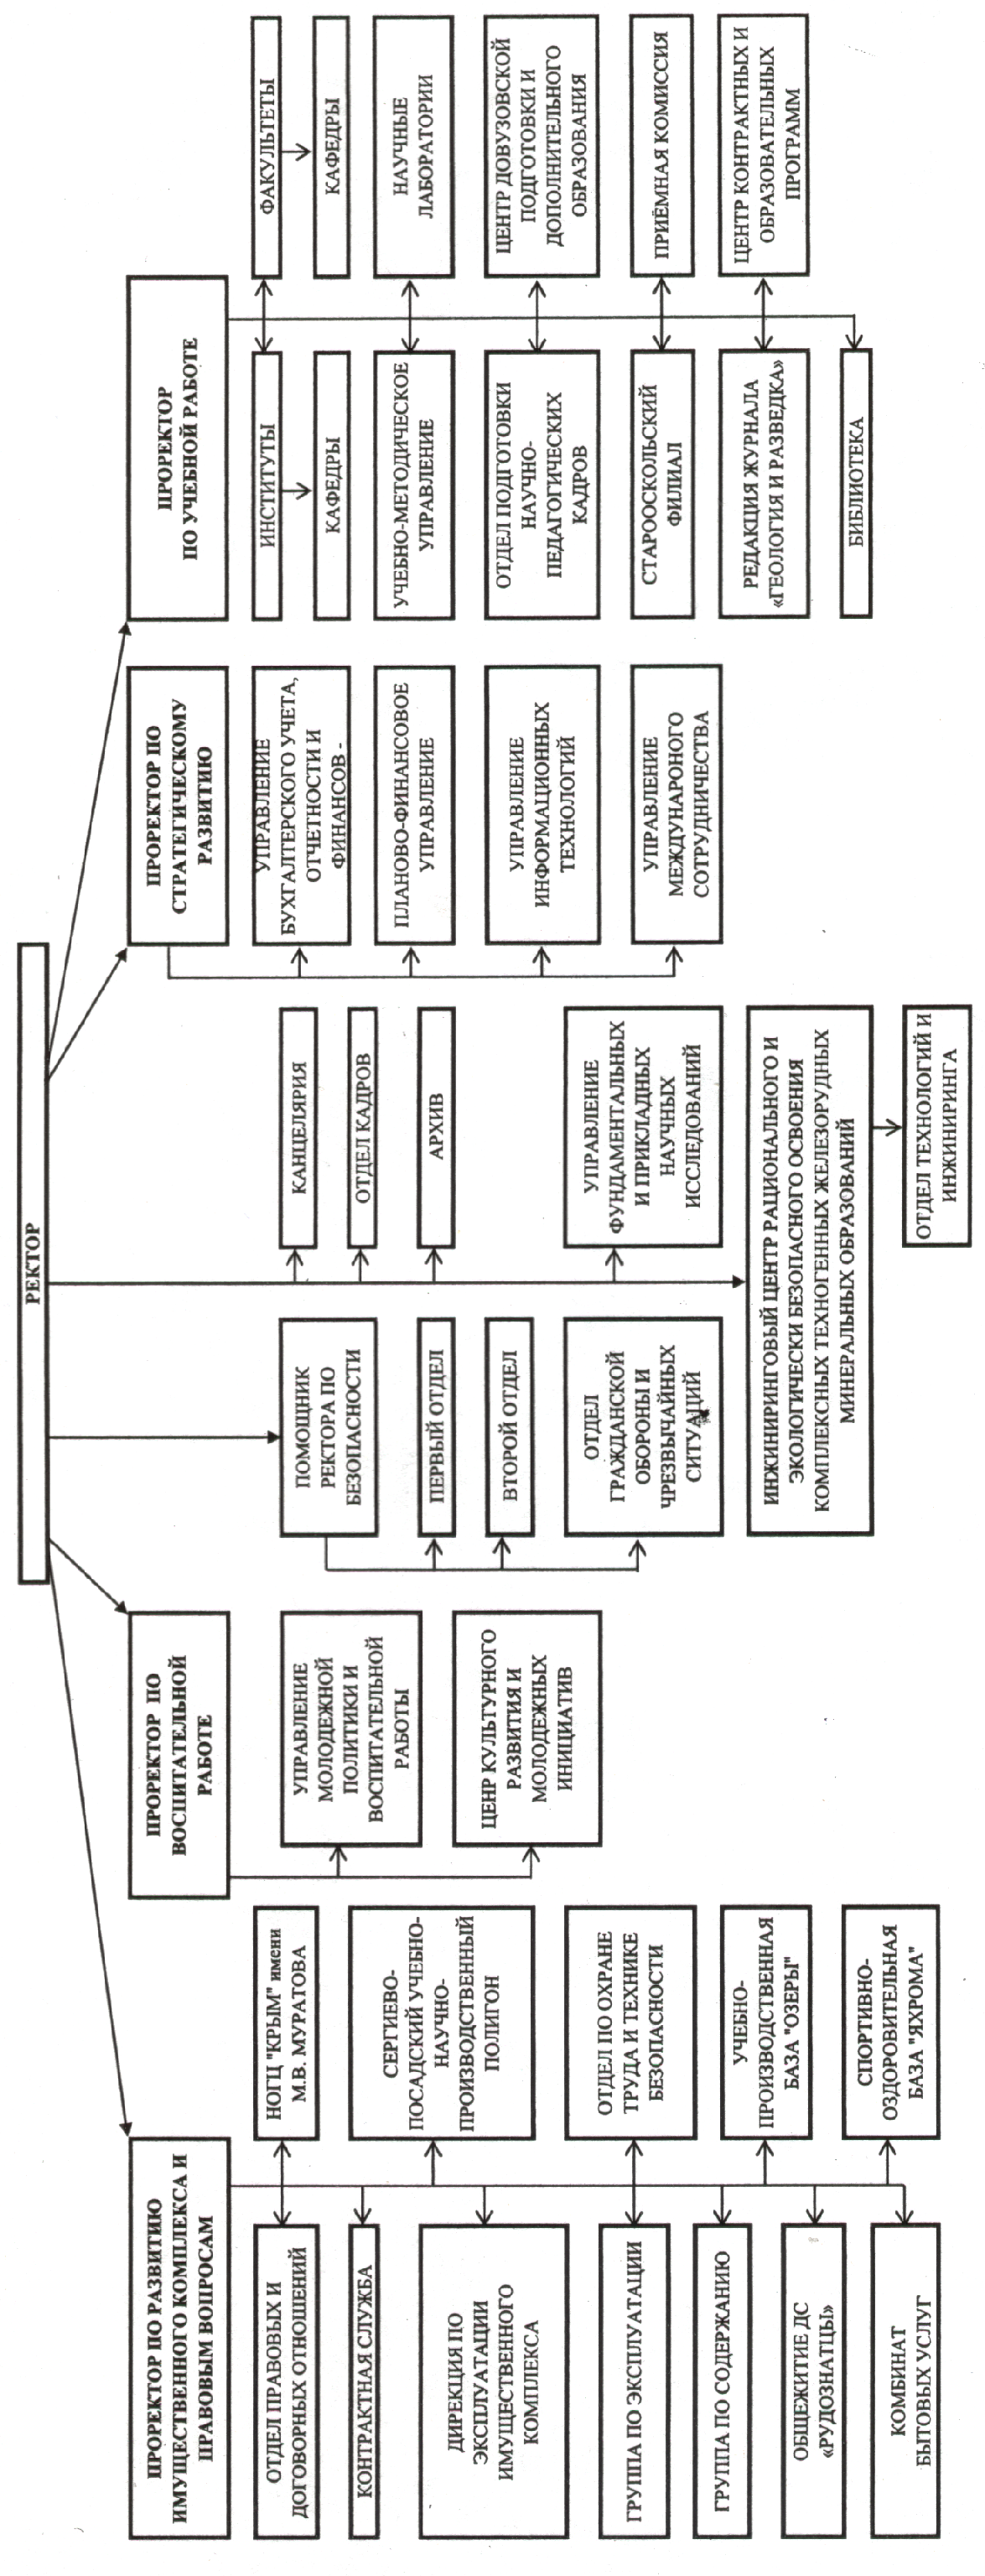 РЕКТОР
ПРОРЕКТОР ПО РАЗВИТИЮ
ИМУЩЕСТВЕННОГО КОМПЛЕКСА И
ПРАВОВЫМ ВОПРОСАМ
ОТДЕЛ ПРАВОВЫХ И
ДОГОВОРНЫХ ОТНОШЕНИЙ
КОНТРАКТНАЯ СЛУЖБА
ДИРЕКЦИЯ ПО
ЭКСПЛУАТАЦИИ
ИМУЩЕСТВЕННОГО
КОМПЛЕКСА
ГРУППА ПО ЭКСПЛУАТАЦИИ
ГРУППА ПО СОДЕРЖАНИЮ
ОБЩЕЖИТИЕ ДС
«РУДОЗНАТЦЫ»
КОМБИНАТ
БЫТОВЫХ УСЛУГ
НОГЦ "КРЫМ" имени
М.В. МУРАТОВА
СЕРГИЕВО-
ПОСАДСКИЙ УЧЕБНО-
НАУЧНО-
ПРОИЗВОДСТВЕННЫЙ
ПОЛИГОН
ОТДЕЛ ПО ОХРАНЕ
ТРУДА И ТЕХНИКЕ
БЕЗОПАСНОСТИ
УЧЕБНО-
ПРОИЗВОДСТВЕННАЯ
БАЗА "ОЗЕРЫ"
СПОРТИВНО-
ОЗДОРОВИТЕЛЬНАЯ
БАЗА "ЯХРОМА"
ПРОРЕКТОР ПО
ВОСПИТАТЕЛЬНОЙ
РАБОТЕ
УПРАВЛЕНИЕ
МОЛОДЕЖНОЙ
ПОЛИТИКИ И
ВОСПИТАТЕЛЬНОЙ
РАБОТЫ
ЦЕНР КУЛЬТУРНОГО
РАЗВИТИЯ И
МОЛОДЕЖНЫХ
ИНИЦИАТИВ
ПОМОЩНИК
РЕКТОРА ПО
БЕЗОПАСНОСТИ
ПЕРВЫЙ ОТДЕЛ
ВТОРОЙ ОТДЕЛ
ОТДЕЛ
ГРАЖДАНСКОЙ
ОБОРОНЫ И
ЧРЕЗВЫЧАЙНЫХ
СИТУАЦИЙ
КАНЦЕЛЯРИЯ
ОТДЕЛ КАДРОВ
АРХИВ
УПРАВЛЕНИЕ
ФУНДАМЕНТАЛЬНЫХ
И ПРИКЛАДНЫХ
НАУЧНЫХ
ИССЛЕДОВАНИЙ
ИНЖИНИРИНГОВЫЙ ЦЕНТР РАЦИОНАЛЬНОГО И
ЭКОЛОГИЧЕСКИ БЕЗОПАСНОГО ОСВОЕНИЯ
КОМПЛЕКСНЫХ ТЕХНОГЕННЫХ ЖЕЛЕЗОРУДНЫХ
МИНЕРАЛЬНЫХ ОБРАЗОВАНИЙ
ОТДЕЛ ТЕХНОЛОГИЙ И
ИНЖИНИРИНГА
ПРОРЕКТОР ПО
СТРАТЕГИЧЕСКОМУ
РАЗВИТИЮ
УПРАВЛЕНИЕ
БУХГАЛТЕРСКОГО УЧЕТА,
ОТЧЕТНОСТИ И
ФИНАНСОВ -
ПЛАНОВО-ФИНАНСОВОЕ
УПРАВЛЕНИЕ
УПРАВЛЕНИЕ
ИНФОРМАЦИОННЫХ
ТЕХНОЛОГИЙ
УПРАВЛЕНИЕ
МЕЖДУНАРОНОГО
СОТРУДНИЧЕСТВА
ПРОРЕКТОР
ПО УЧЕБНОЙ РАБОТЕ
ИНСТИТУТЫ
КАФЕДРЫ
УЧЕБНО-МЕТОДИЧЕСКОЕ
УПРАВЛЕНИЕ
ОТДЕЛ ПОДГОТОВКИ
НАУЧНО-
ПЕДАГОГИЧЕСКИХ
КАДРОВ
СТАРООСКОЛЬСКИЙ
ФИЛИАЛ
РЕДАКЦИЯ ЖУРНАЛА
«ГЕОЛОГИЯ И РАЗВЕДКА»
БИБЛИОТЕКА
ФАКУЛЬТЕТЫ
КАФЕДРЫ
НАУЧНЫЕ
ЛАБОРАТОРИИ
ЦЕНТР ДОВУЗОВСКОЙ
ПОДГОТОВКИ И
ДОПОЛНИТЕЛЬНОГО
ОБРАЗОВАНИЯ
ПРИЁМНАЯ КОМИССИЯ
ЦЕНТР КОНТРАКТНЫХ И
ОБРАЗОВАТЕЛЬНЫХ
ПРОГРАММ